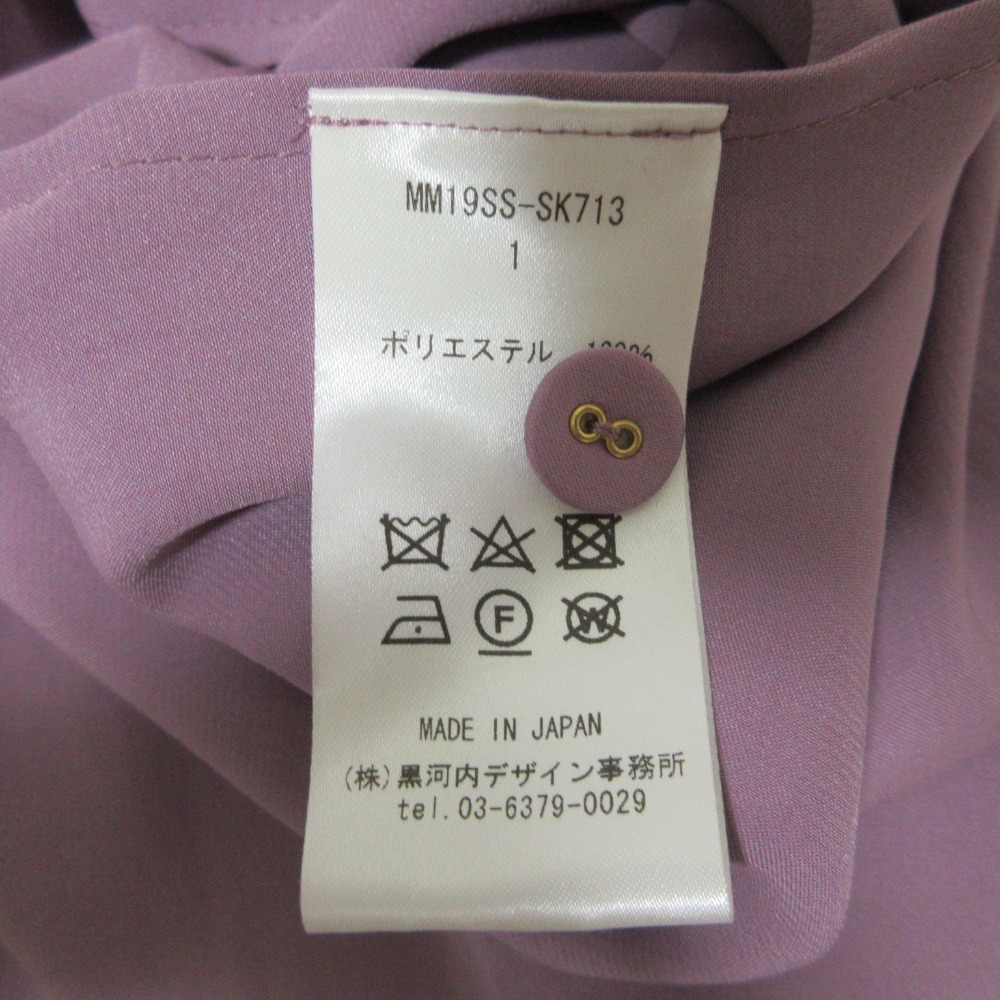 MM19SS-SK713
1
ポリエステル 100%
F
W
MADE IN JAPAN
(株)黒河内デザイン事務所
tel.03-6379-0029